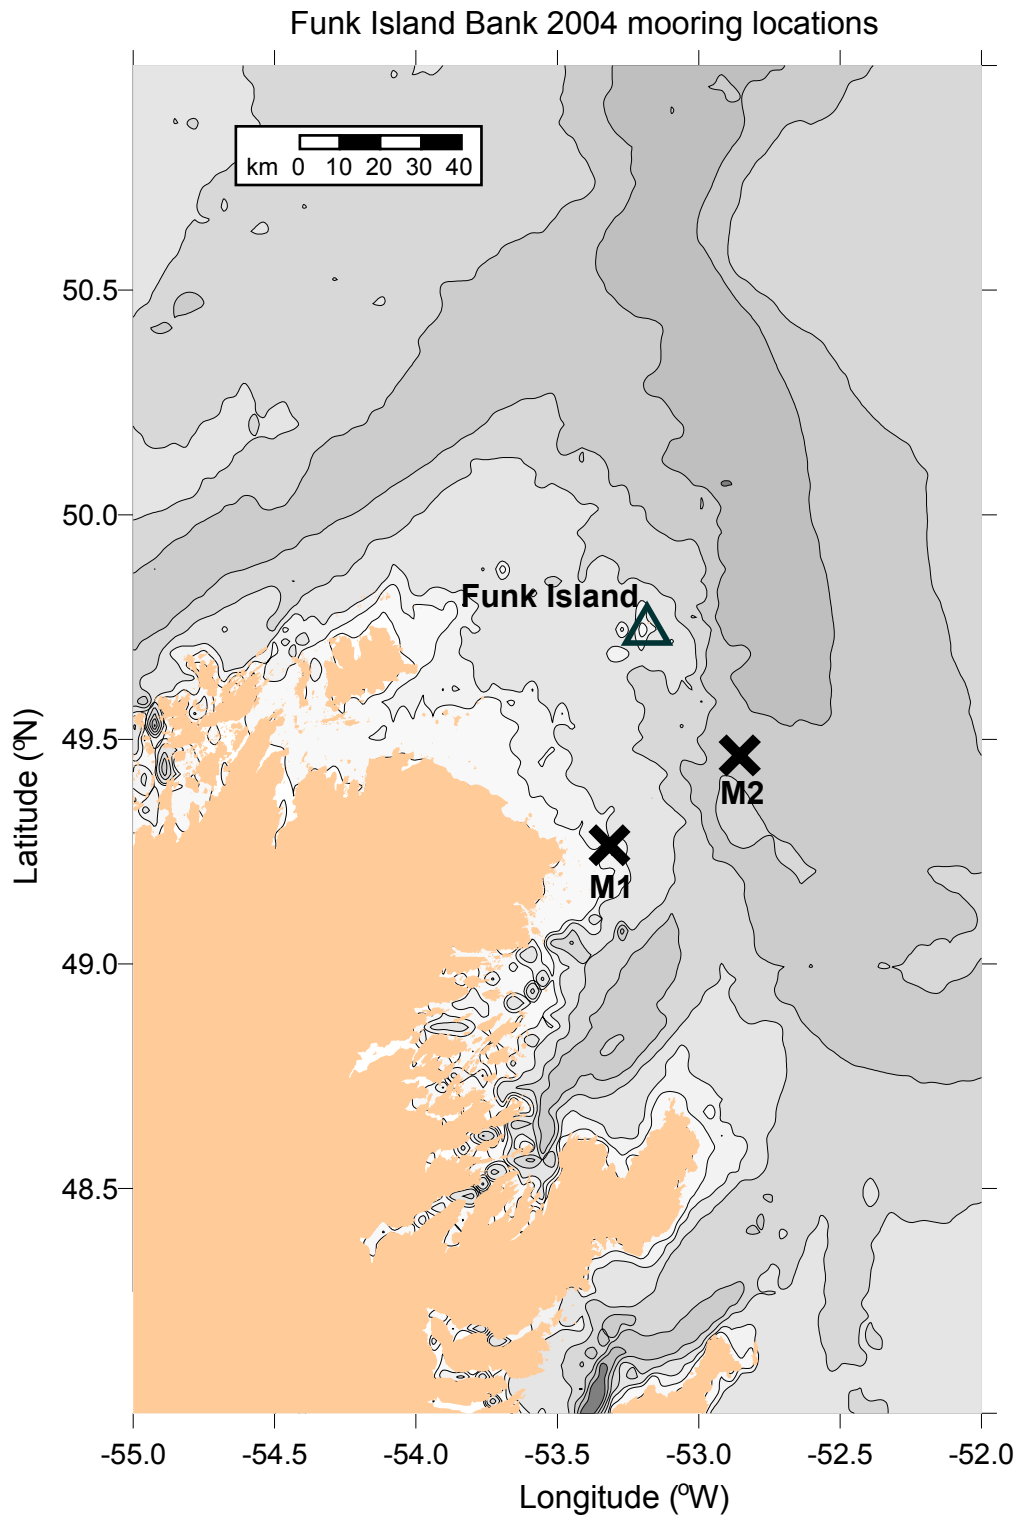 Funk Island Bank 2004 mooring locations
km 0 10 20 30 40
50.5
50.0
Funk Island
49.5
M2
M1
49.0
48.5
Latitude (ºN)
-55.0 -54.5 -54.0 -53.5 -53.0 -52.5 -52.0
Longitude (ºW)